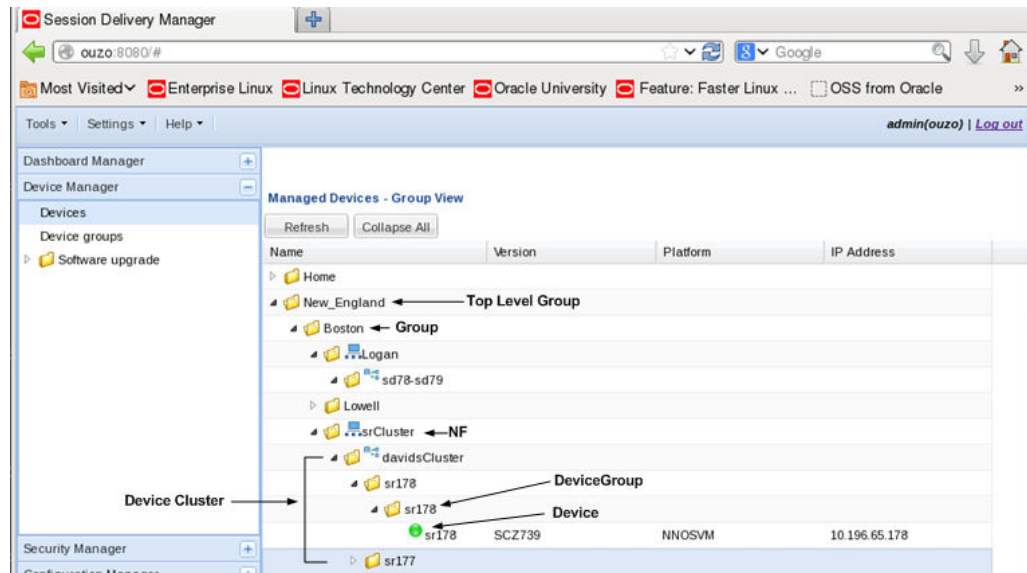 Session Delivery Manager
ouzo:8080/#
Google
Most Visited Enterprise Linux Linux Technology Center Oracle University Feature: Faster Linux ... OSS from Oracle »
Tools Settings Help admin(ouzo) | Log out
Dashboard Manager
Device Manager
Devices
Device groups
Software upgrade
Security Manager
Configuration Manager
Managed Devices - Group View
Refresh Collapse All
Name Version Platform IP Address
Home
New_England Top Level Group
Boston Group
Logan
sd78-sd79
Lowell
srCluster NF
davidsCluster
sr178 DeviceGroup
Device Cluster
sr178
Device
sr178 SCZ739 NNOSVM 10.196.65.178
sr177